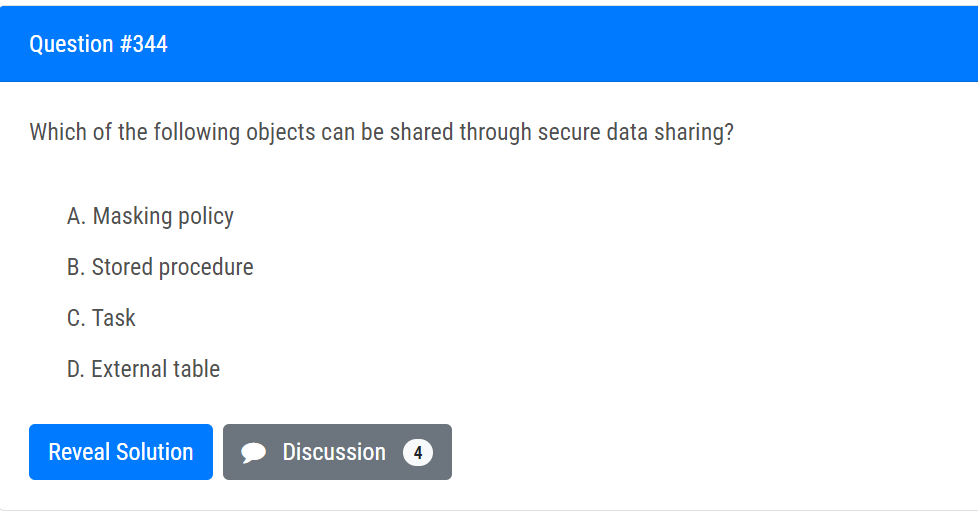 Question #344
Which of the following objects can be shared through secure data sharing?
A. Masking policy
B. Stored procedure
C. Task
D. External table
Reveal Solution
Discussion 4